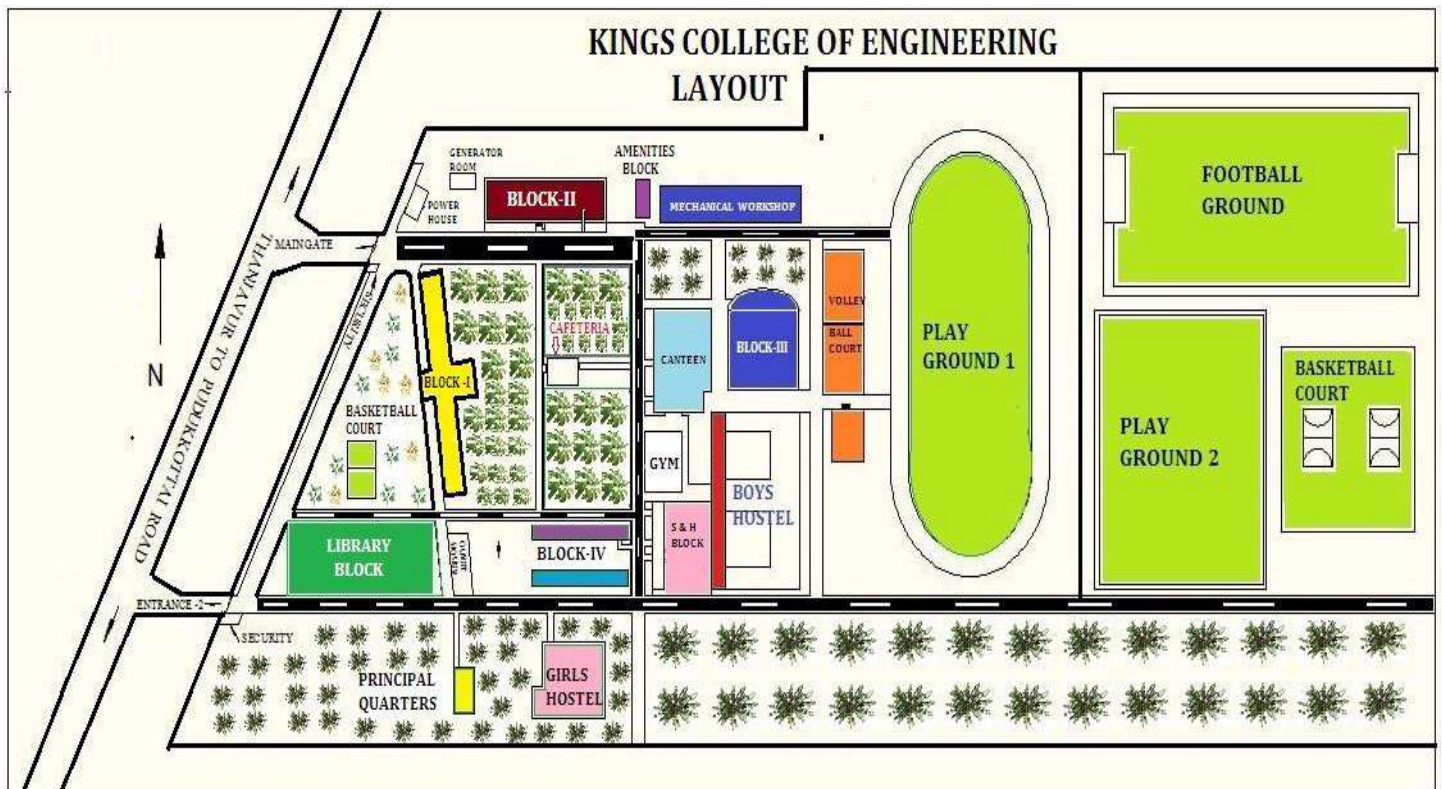 KINGS COLLEGE OF ENGINEERING
LAYOUT
GENERATOR
ROOM
AMENITIES
BLOCK
BLOCK-II
MECHANICAL WORKSHOP
POWER
HOUSE
MAINGATE
SECURITY
THANJAVUR TO PUDUKKOTTAI ROAD
N
CAFETERIA
BLOCK -I
BASKETBALL
COURT
CANTEEN
BLOCK-III
VOLLEY
BALL
COURT
PLAY
GROUND 1
FOOTBALL
GROUND
PLAY
GROUND 2
BASKETBALL
COURT
GYM
BOYS
HOSTEL
S & H
BLOCK
LIBRARY
BLOCK
BLOCK-IV
ENTRANCE -2
SECURITY
PRINCIPAL
QUARTERS
GIRLS
HOSTEL